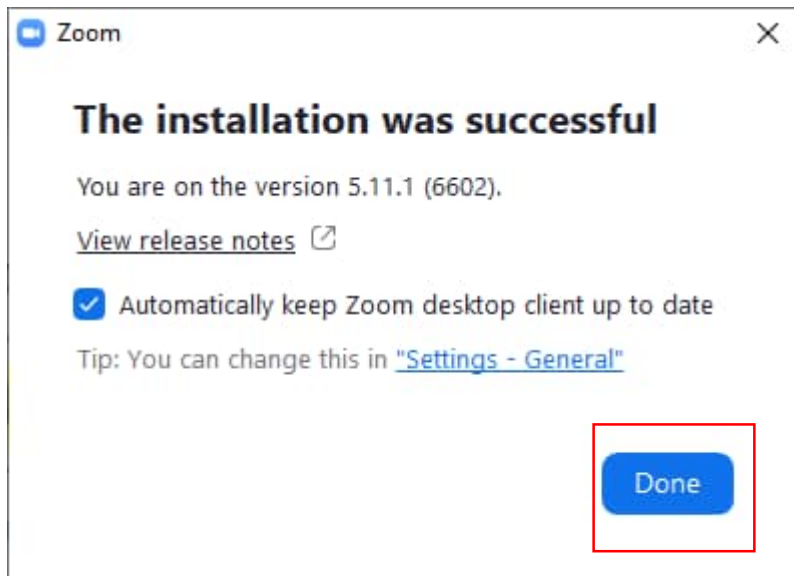 Zoom
The installation was successful
You are on the version 5.11.1 (6602).
View release notes
Automatically keep Zoom desktop client up to date
Tip: You can change this in "Settings - General"
Done